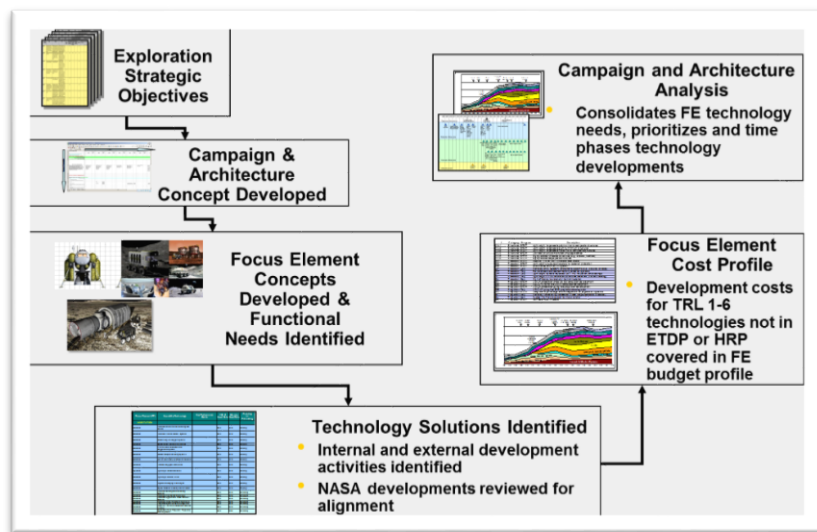 Exploration
Strategic
Objectives
Campaign &
Architecture
Concept Developed
Focus Element
Concepts
Developed &
Functional
Needs Identified
Technology Solutions Identified
Internal and external development
activities identified
NASA developments reviewed for
alignment
Focus Element
Cost Profile
Development costs
for TRL 1-6
technologies not in
ETDP or HRP
covered in FE
budget profile
Campaign and Architecture
Analysis
Consolidates FE technology
needs, prioritizes and time
phases technology
developments